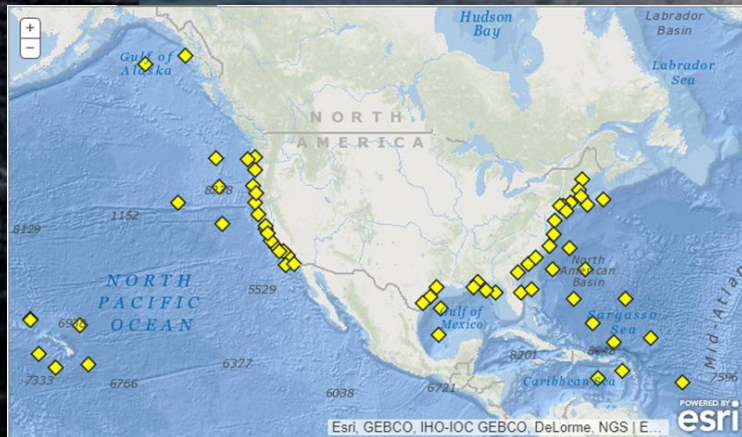 +
−
Hudson
Bay
Labrador
Basin
Gulf of
Alaska
Labrador
Sea
NORTH
AMERICA
1152
8129
NORTH
PACIFIC
OCEAN
5529
North
American
Basin
Gulf of
Mexico
Sargasso
Sea
Mid-Atla
8201
6377
7333
6766
6721
Caribbean Sea
7596
6038
POWERED BY
esri
Esri, GEBCO, IHO-IOC GEBCO, DeLorme, NGS | E...